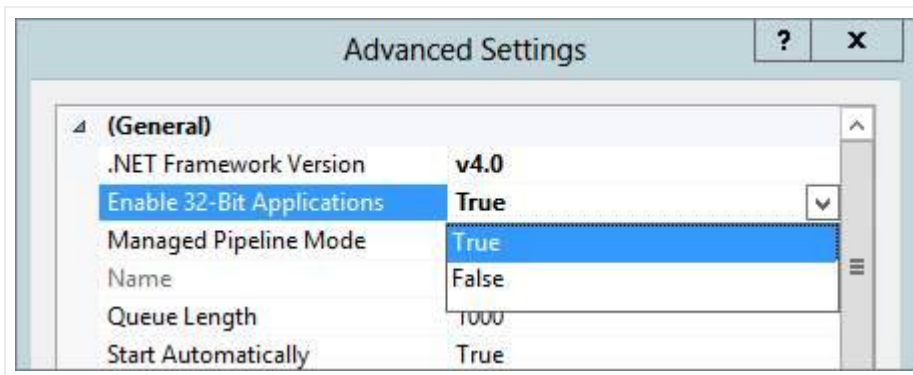 Advanced Settings ? x
(General)
.NET Framework Version v4.0
Enable 32-Bit Applications True
Managed Pipeline Mode True
Name False
Queue Length 1000
Start Automatically True